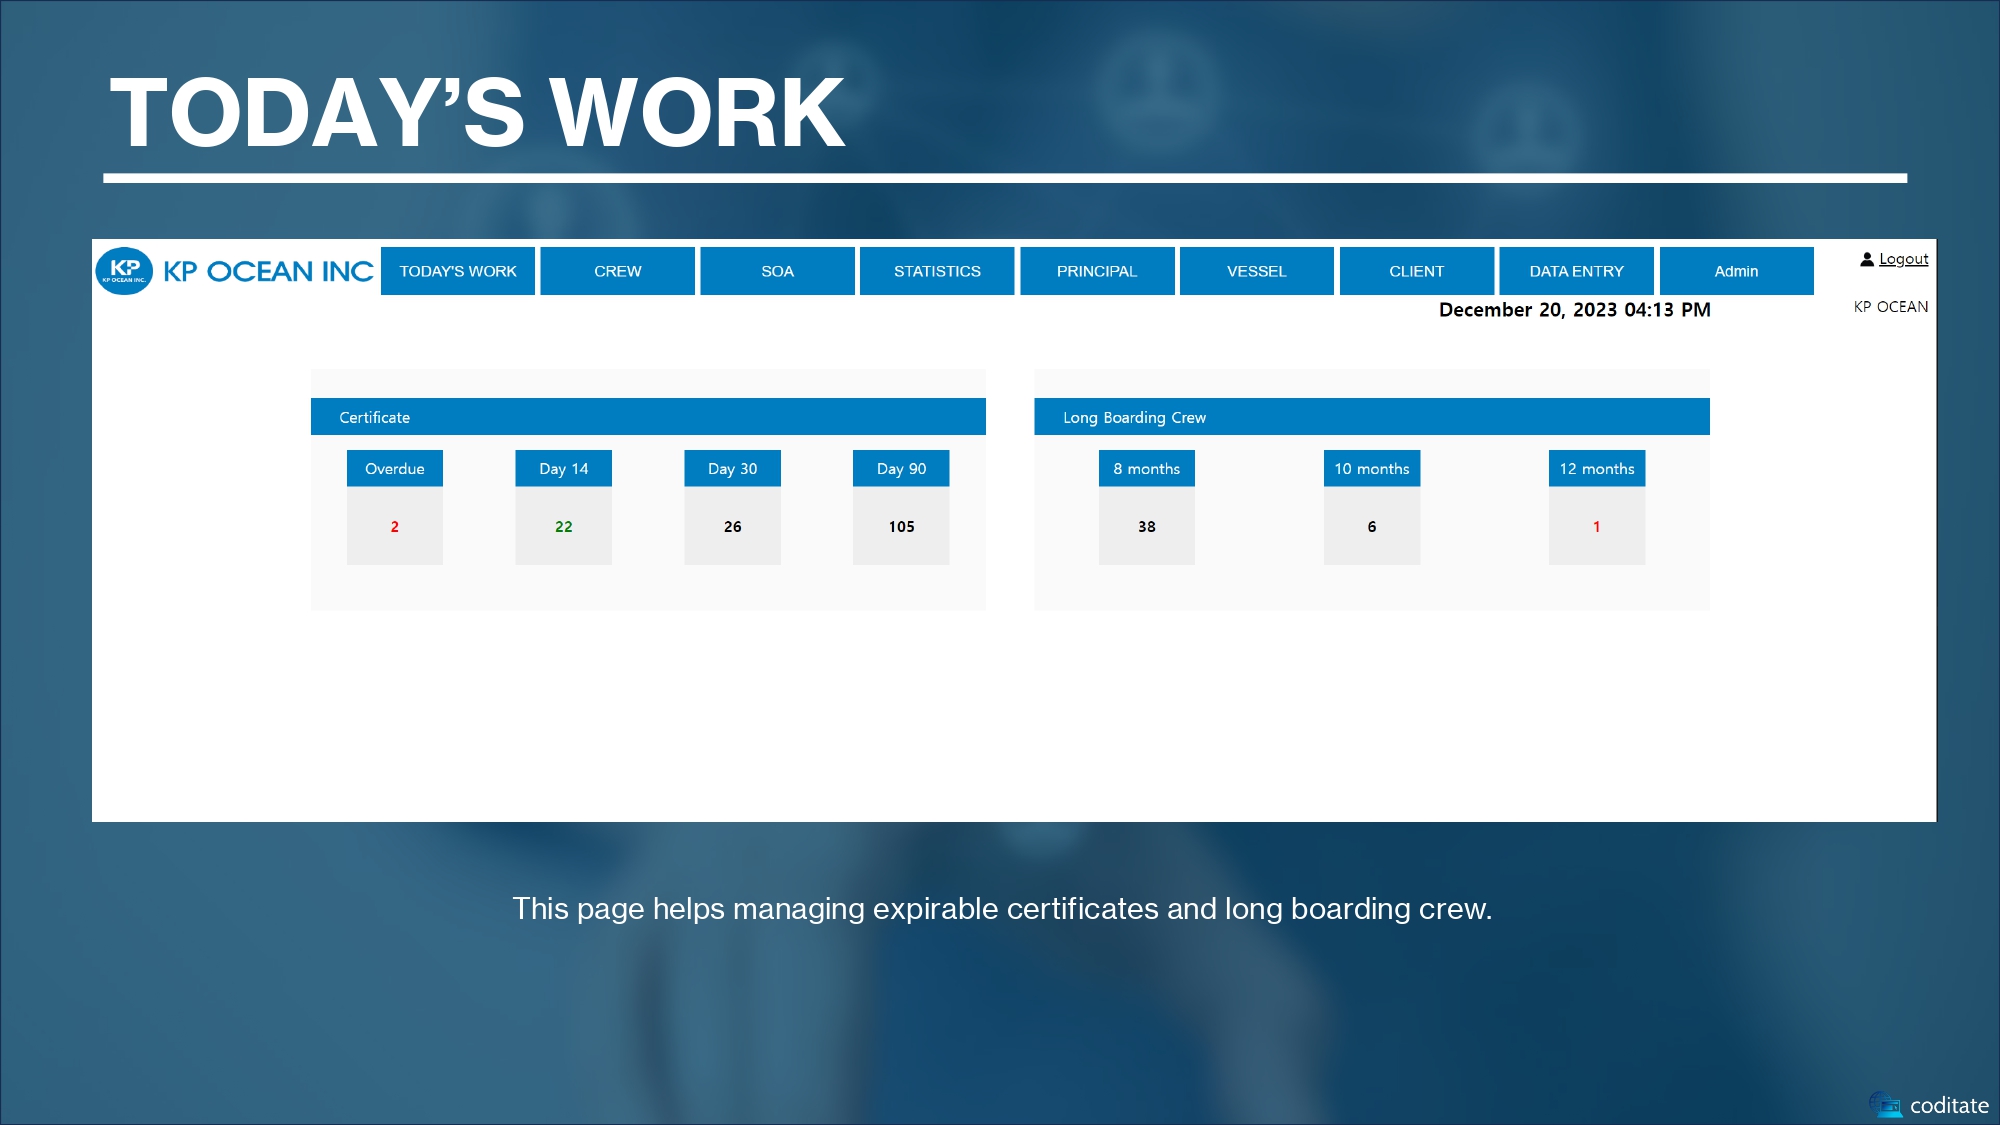 TODAY’S WORK
KP
KP OCEAN INC.
KP OCEAN INC
TODAY'S WORK
CREW
SOA
STATISTICS
PRINCIPAL
VESSEL
CLIENT
DATA ENTRY
Admin
Logout
December 20, 2023 04:13 PM
KP OCEAN
Certificate
Overdue
Day 14
Day 30
Day 90
2
22
26
105
Long Boarding Crew
8 months
10 months
12 months
38
6
1
This page helps managing expirable certificates and long boarding crew.
coditate